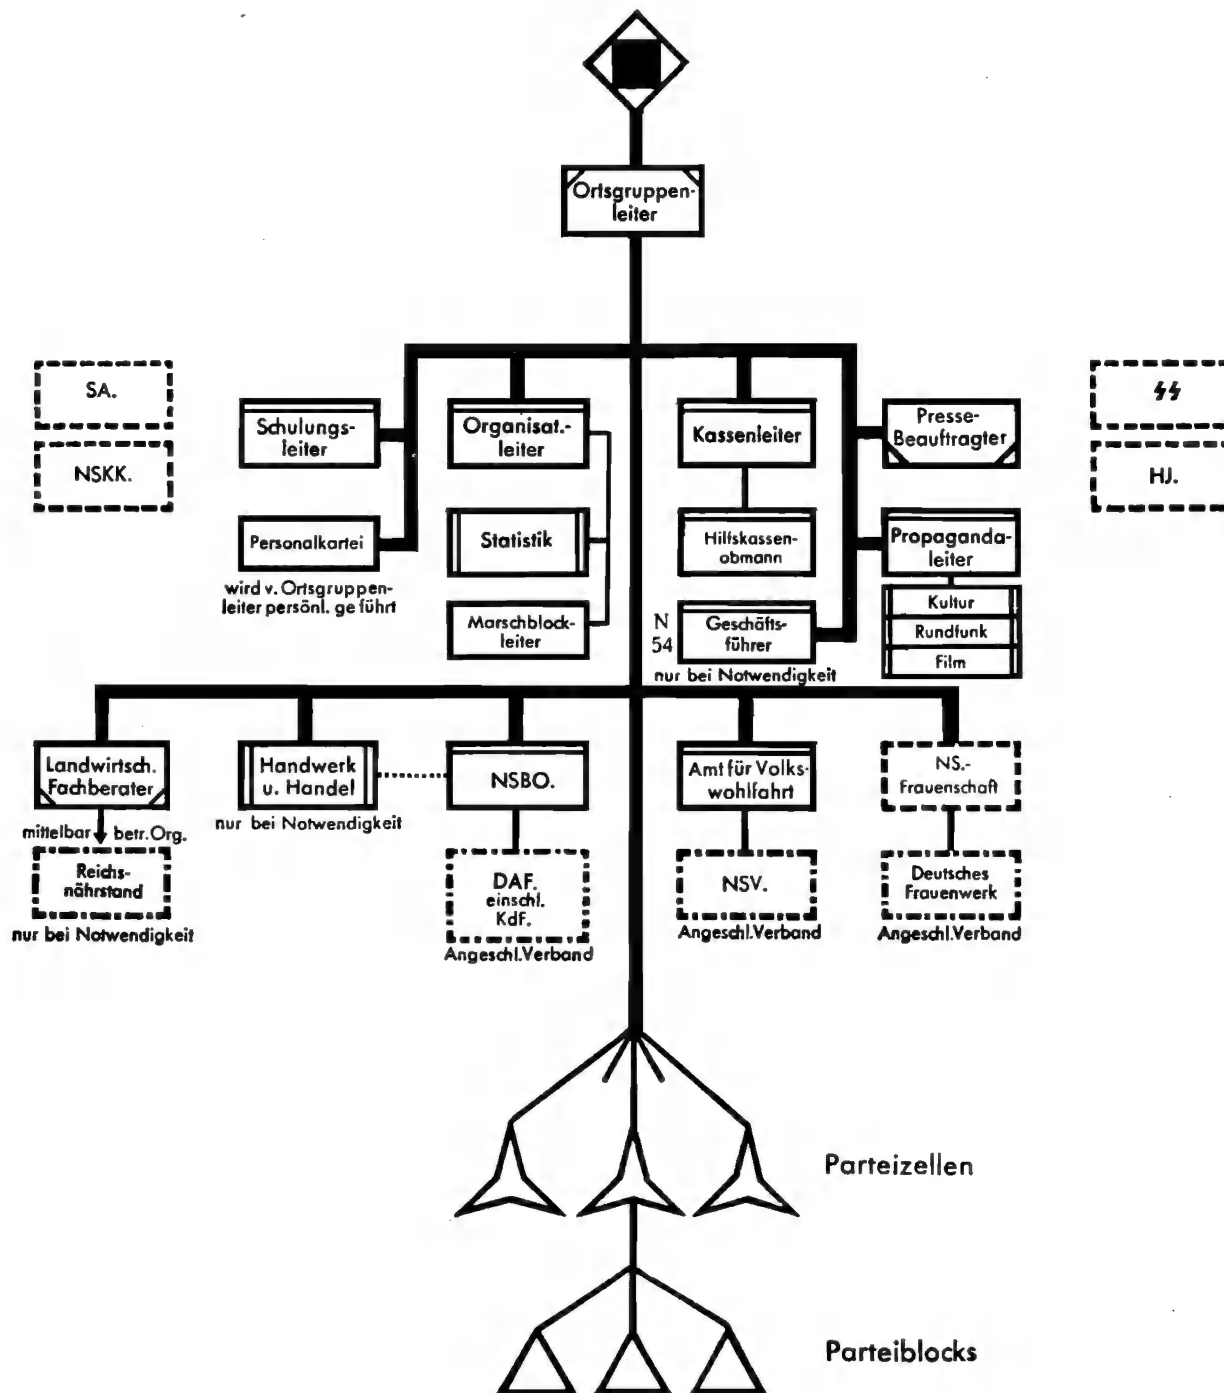 Ortsgruppen-
leiter
SA.
NSKK.
Schulungs-
leiter
Organisat.-
leiter
Kassenleiter
Presse-
Beauftragter
ϟϟ
HJ.
Personalkartei
wird v. Ortsgruppen-
leiter persönl. geführt
Statistik
Hilfskassen-
obmann
Propaganda-
leiter
Kultur
Rundfunk
Film
Marschblock-
leiter
N
54
Geschäfts-
führer
nur bei Notwendigkeit
Landwirtsch.
Fachberater
Handwerk
u. Handel
nur bei Notwendigkeit
NSBO.
Amt für Volks-
wohlfahrt
NS.-
Frauenschaft
mittelbar betr. Org.
Reichs-
nährstand
nur bei Notwendigkeit
DAF.
einschl.
KdF.
Angeschl.Verband
NSV.
Angeschl.Verband
Deutsches
Frauenwerk
Angeschl.Verband
Parteizellen
Parteiblocks